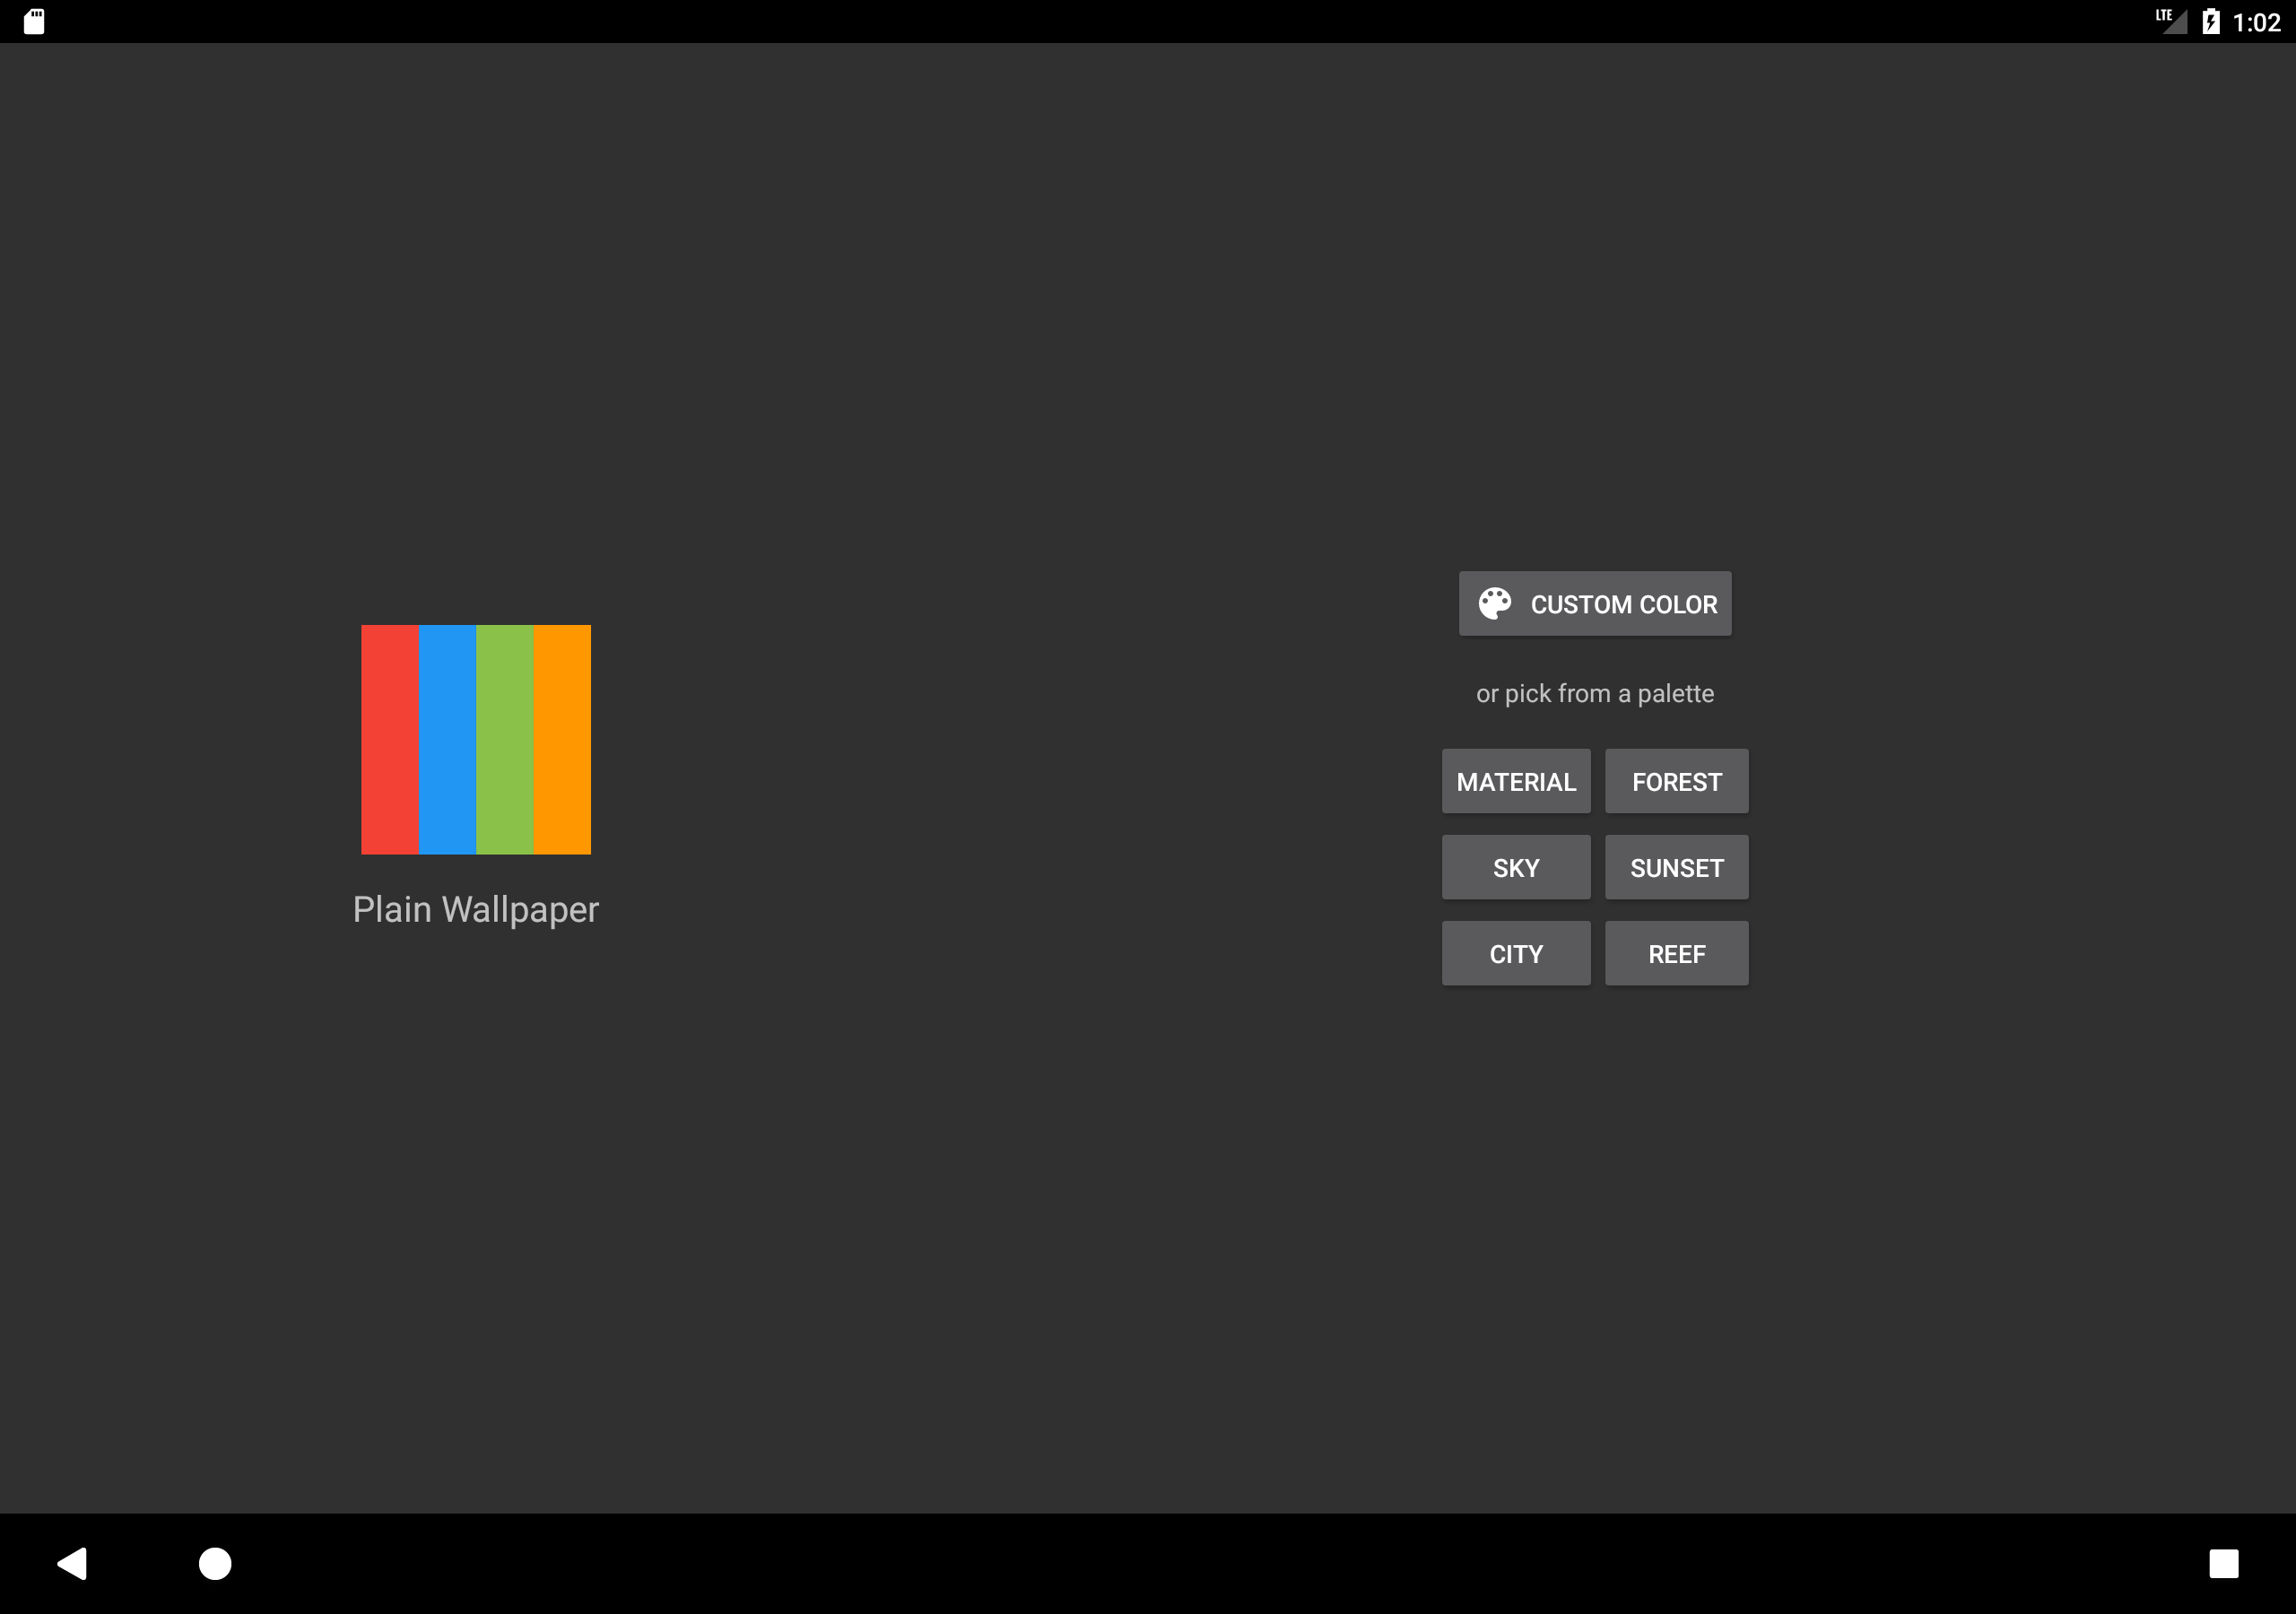 LTE 1:02
Plain Wallpaper
CUSTOM COLOR
or pick from a palette
MATERIAL FOREST
SKY SUNSET
CITY REEF